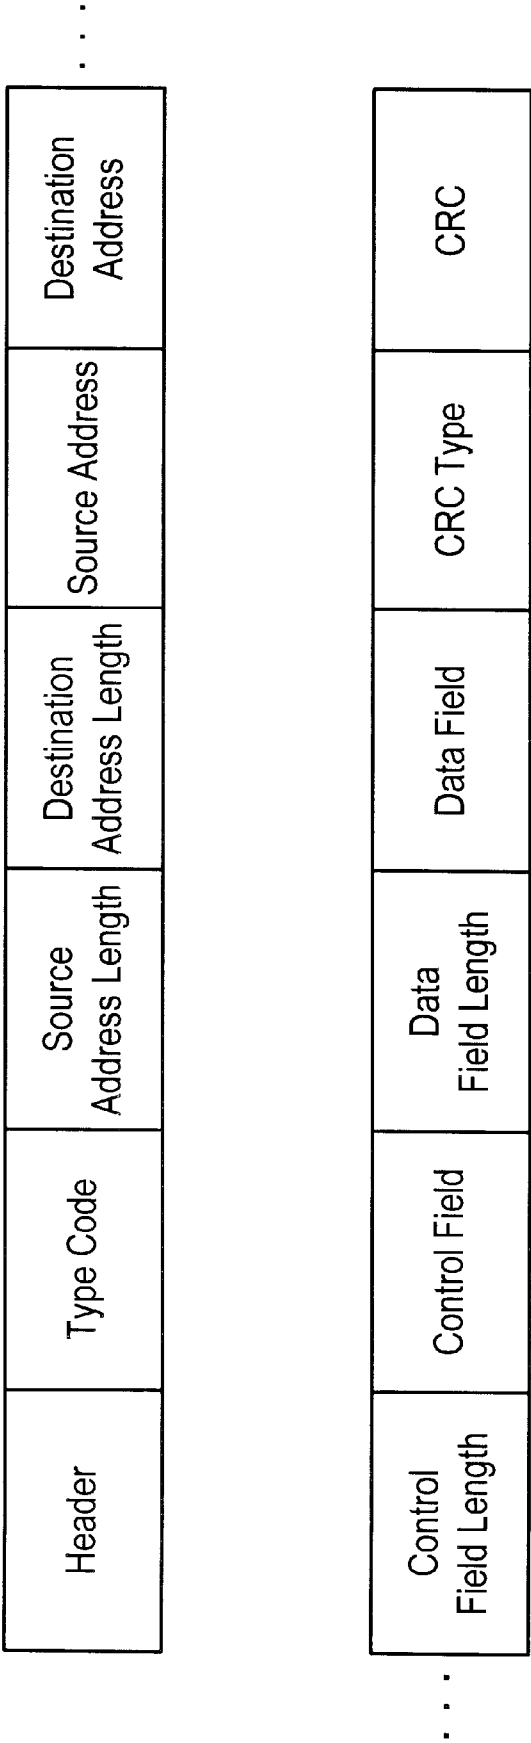 Header
Type Code
Source
Address Length
Destination
Address Length
Source Address
Destination
Address
. . .
. . .
Control
Field Length
Control Field
Data
Field Length
Data Field
CRC Type
CRC